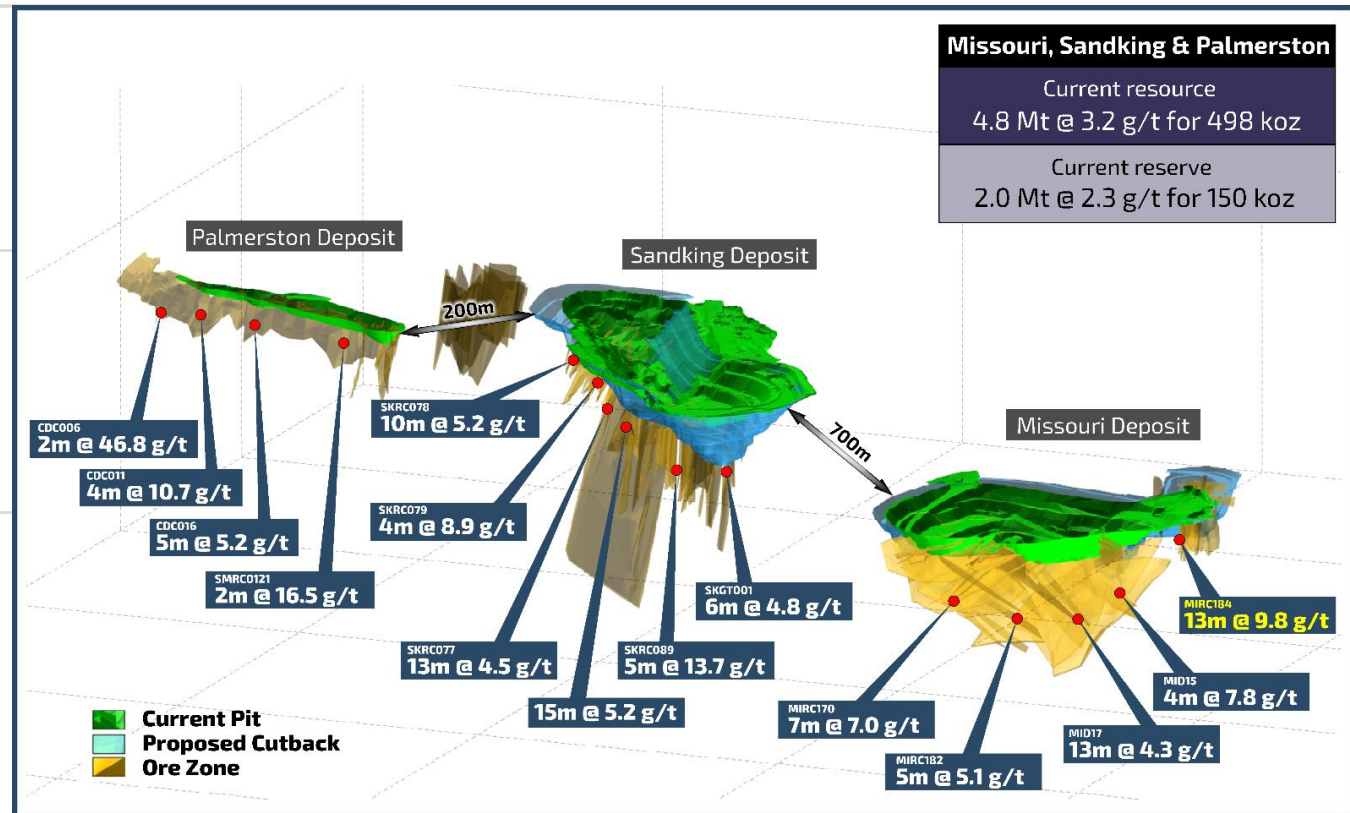 Missouri, Sandking & Palmerston
Current resource
4.8 Mt @ 3.2 g/t for 498 koz
Current reserve
2.0 Mt @ 2.3 g/t for 150 koz
Palmerston Deposit
Sandking Deposit
Missouri Deposit
200m
700m
CDC006
2m @ 46.8 g/t
CDC011
4m @ 10.7 g/t
CDC016
5m @ 5.2 g/t
SMRC0121
2m @ 16.5 g/t
SKRC078
10m @ 5.2 g/t
SKRC079
4m @ 8.9 g/t
SKRC077
13m @ 4.5 g/t
15m @ 5.2 g/t
SKRC089
5m @ 13.7 g/t
SKGT001
6m @ 4.8 g/t
MIRC170
7m @ 7.0 g/t
MIRC182
5m @ 5.1 g/t
MID17
13m @ 4.3 g/t
MID15
4m @ 7.8 g/t
MIRC184
13m @ 9.8 g/t
Current Pit
Proposed Cutback
Ore Zone